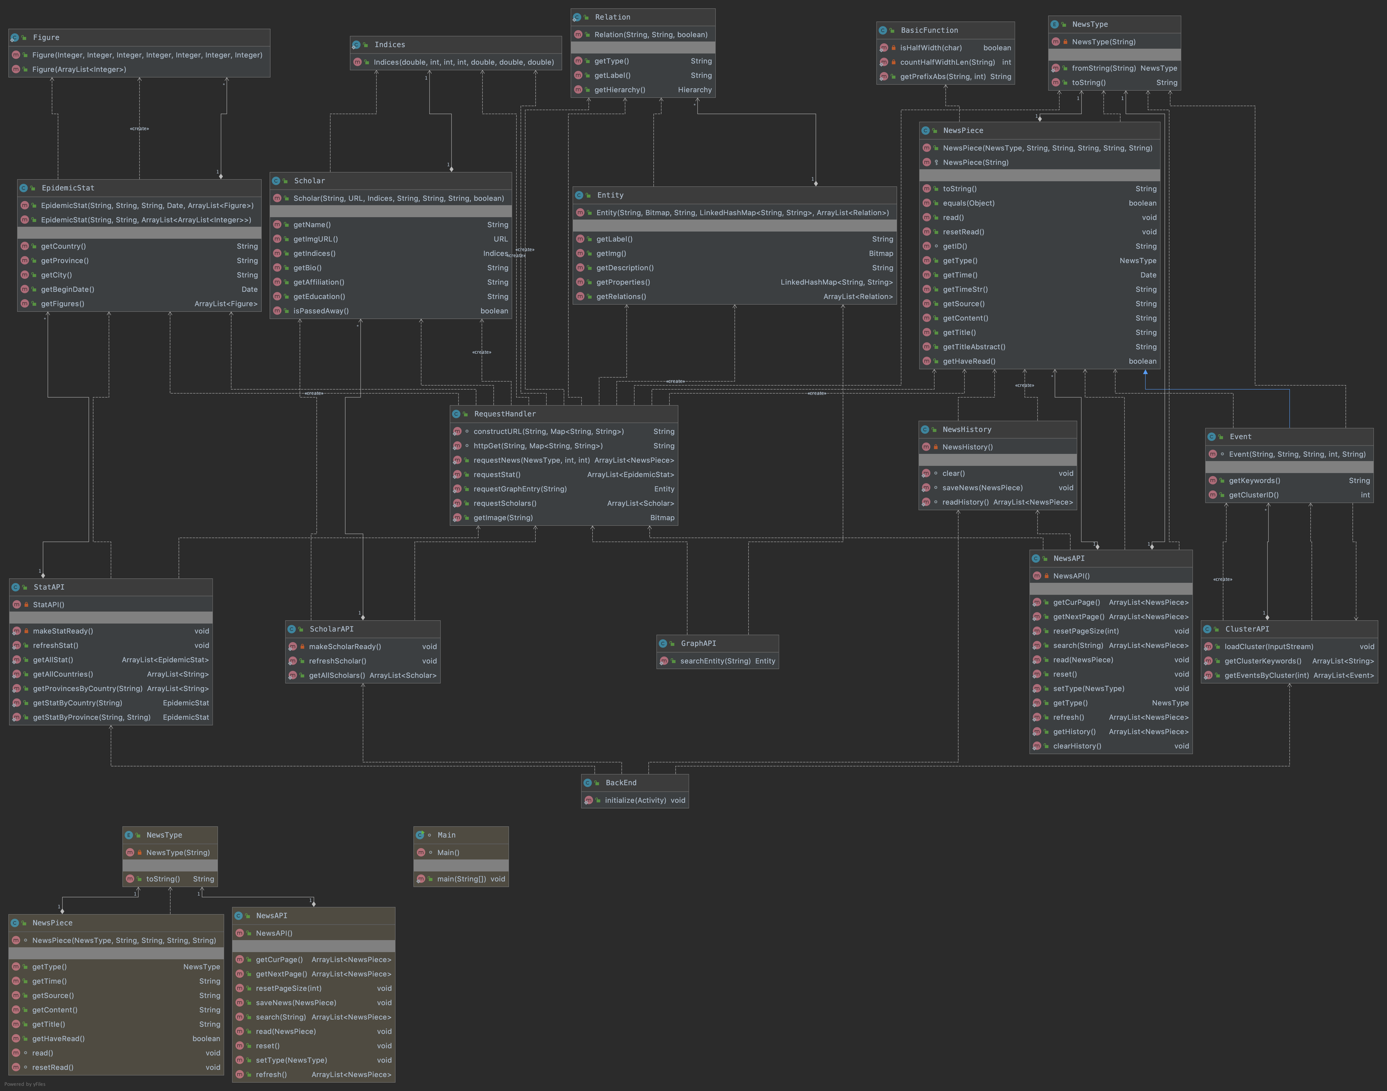 Figure
Figure(Integer, Integer, Integer, Integer, Integer, Integer, Integer)
Figure(ArrayList<Integer>)
Indices
Indices(double, int, int, int, double, double, double)
Relation
Relation(String, String, boolean)
getType() String
getLabel() String
getHierarchy() Hierarchy
BasicFunction
isHalfWidth(char) boolean
countHalfWidthLen(String) int
getPrefixAbs(String, int) String
NewsType
NewsType(String)
fromString(String) NewsType
toString() String
EpidemicStat
EpidemicStat(String, String, String, Date, ArrayList<Figure>)
EpidemicStat(String, String, ArrayList<ArrayList<Integer>>)
getCountry() String
getProvince() String
getCity() String
getBeginDate() Date
getFigures() ArrayList<Figure>
Scholar
Scholar(String, URL, Indices, String, String, String, boolean)
getName() String
getImgURL() URL
getIndices() Indices
getBio() String
getAffiliation() String
getEducation() String
isPassedAway() boolean
Entity
Entity(String, Bitmap, String, LinkedHashMap<String, String>, ArrayList<Relation>)
getLabel() String
getImg() Bitmap
getDescription() String
getProperties() LinkedHashMap<String, String>
getRelations() ArrayList<Relation>
NewsPiece
NewsPiece(NewsType, String, String, String, String, String)
NewsPiece(String)
toString() String
equals(Object) boolean
read() void
resetRead() void
getID() String
getType() NewsType
getTime() Date
getTimeStr() String
getSource() String
getContent() String
getTitle() String
getTitleAbstract() String
getHaveRead() boolean
«create»
«create»
«create»
«create»
«create»
«create»
«create»
«create»
«create»
RequestHandler
constructURL(String, Map<String, String>) String
httpGet(String, Map<String, String>) String
requestNews(NewsType, int, int) ArrayList<NewsPiece>
requestStat() ArrayList<EpidemicStat>
requestGraphEntry(String) Entity
requestScholars() ArrayList<Scholar>
getImage(String) Bitmap
NewsHistory
NewsHistory()
clear() void
saveNews(NewsPiece) void
readHistory() ArrayList<NewsPiece>
Event
Event(String, String, String, int, String)
getKeywords() String
getClusterID() int
«create»
StatAPI
StatAPI()
makeStatReady() void
refreshStat() void
getAllStat() ArrayList<EpidemicStat>
getAllCountries() ArrayList<String>
getProvincesByCountry(String) ArrayList<String>
getStatByCountry(String) EpidemicStat
getStatByProvince(String, String) EpidemicStat
ScholarAPI
makeScholarReady() void
refreshScholar() void
getAllScholars() ArrayList<Scholar>
GraphAPI
searchEntity(String) Entity
NewsAPI
NewsAPI()
getCurPage() ArrayList<NewsPiece>
getNextPage() ArrayList<NewsPiece>
resetPageSize(int) void
search(String) ArrayList<NewsPiece>
read(NewsPiece) void
reset() void
setType(NewsType) void
getType() NewsType
refresh() ArrayList<NewsPiece>
getHistory() ArrayList<NewsPiece>
clearHistory() void
ClusterAPI
loadCluster(InputStream) void
getClusterKeywords() ArrayList<String>
getEventsByCluster(int) ArrayList<Event>
BackEnd
initialize(Activity) void
NewsType
NewsType(String)
toString() String
Main
Main()
main(String[]) void
NewsPiece
NewsPiece(NewsType, String, String, String, String)
getType() NewsType
getTime() String
getSource() String
getContent() String
getTitle() String
getHaveRead() boolean
read() void
resetRead() void
NewsAPI
NewsAPI()
getCurPage() ArrayList<NewsPiece>
getNextPage() ArrayList<NewsPiece>
resetPageSize(int) void
saveNews(NewsPiece) void
search(String) ArrayList<NewsPiece>
read(NewsPiece) void
reset() void
setType(NewsType) void
refresh() ArrayList<NewsPiece>
Powered by yFiles